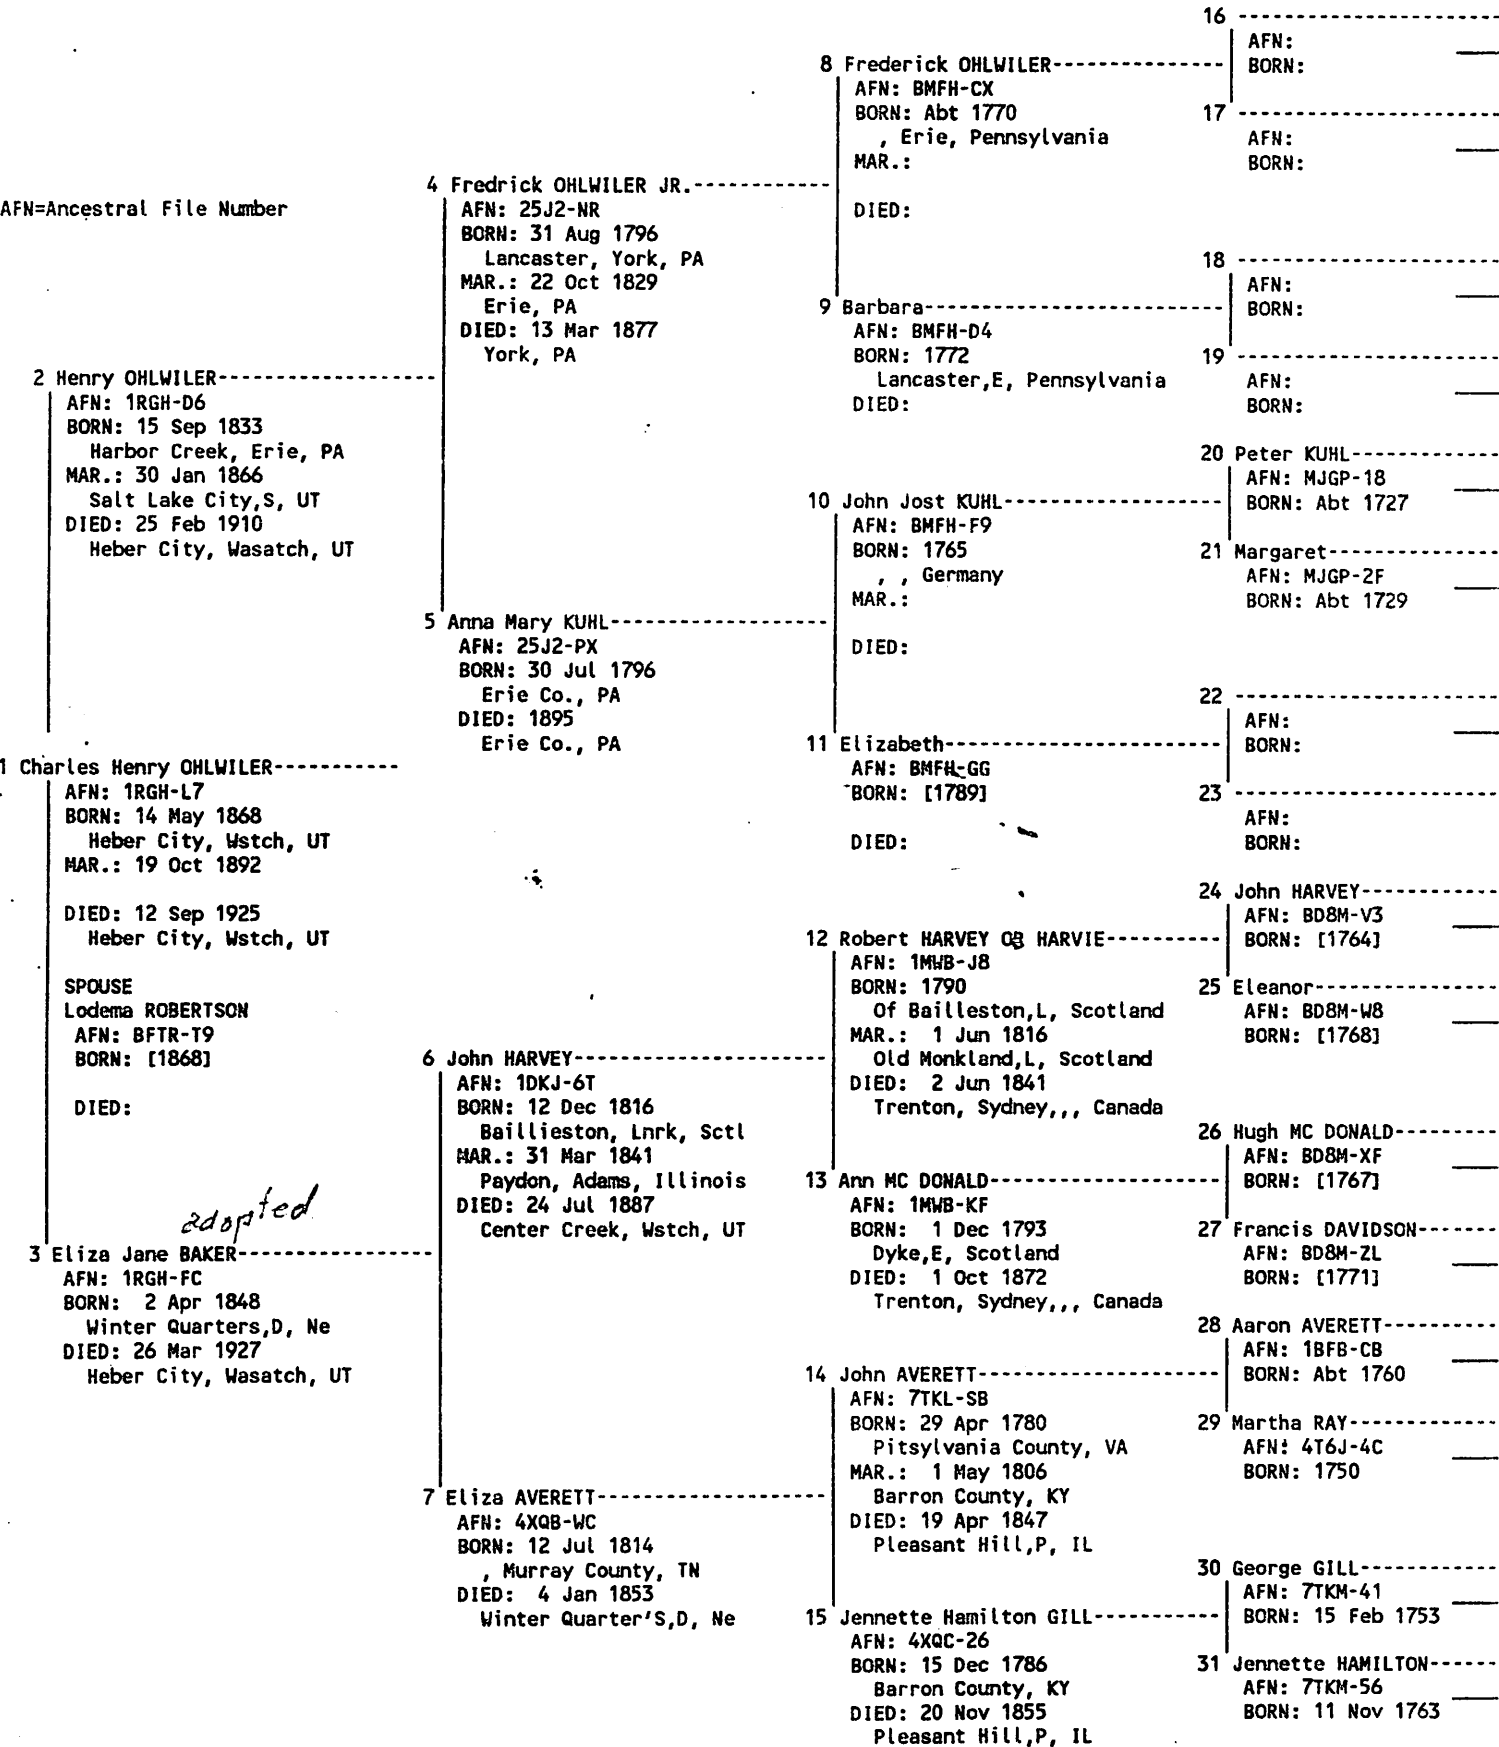 AFN=Ancestral File Number
1 Charles Henry OHLWILER-----------
AFN: 1RGH-L7
BORN: 14 May 1868
Heber City, Wstch, UT
MAR.: 19 Oct 1892
DIED: 12 Sep 1925
Heber City, Wstch, UT
SPOUSE
Lodema ROBERTSON
AFN: BFTR-T9
BORN: [1868]
DIED:
2 Henry OHLWILER------------------
AFN: 1RGH-D6
BORN: 15 Sep 1833
Harbor Creek, Erie, PA
MAR.: 30 Jan 1866
Salt Lake City,S, UT
DIED: 25 Feb 1910
Heber City, Wasatch, UT
adopted
3 Eliza Jane BAKER----------------
AFN: 1RGH-FC
BORN:  2 Apr 1848
Winter Quarters,D, Ne
DIED: 26 Mar 1927
Heber City, Wasatch, UT
4 Fredrick OHLWILER JR.-----------
AFN: 25J2-NR
BORN: 31 Aug 1796
Lancaster, York, PA
MAR.: 22 Oct 1829
Erie, PA
DIED: 13 Mar 1877
York, PA
5 Anna Mary KUHL------------------
AFN: 25J2-PX
BORN: 30 Jul 1796
Erie Co., PA
DIED: 1895
Erie Co., PA
6 John HARVEY---------------------
AFN: 1DKJ-6T
BORN: 12 Dec 1816
Baillieston, Lnrk, Sctl
MAR.: 31 Mar 1841
Paydon, Adams, Illinois
DIED: 24 Jul 1887
Center Creek, Wstch, UT
7 Eliza AVERETT-------------------
AFN: 4XQB-WC
BORN: 12 Jul 1814
, Murray County, TN
DIED:  4 Jan 1853
Winter Quarter'S,D, Ne
8 Frederick OHLWILER--------------
AFN: BMFH-CX
BORN: Abt 1770
, Erie, Pennsylvania
MAR.:
DIED:
9 Barbara------------------------
AFN: BMFH-D4
BORN: 1772
Lancaster,E, Pennsylvania
DIED:
10 John Jost KUHL------------------
AFN: BMFH-F9
BORN: 1765
, , Germany
MAR.:
DIED:
11 Elizabeth----------------------
AFN: BMFH-GG
BORN: [1789]
DIED:
12 Robert HARVEY OR HARVIE----------
AFN: 1MWB-J8
BORN: 1790
Of Bailleston,L, Scotland
MAR.:  1 Jun 1816
Old Monkland,L, Scotland
DIED:  2 Jun 1841
Trenton, Sydney,,, Canada
13 Ann MC DONALD-------------------
AFN: 1MWB-KF
BORN:  1 Dec 1793
Dyke,E, Scotland
DIED:  1 Oct 1872
Trenton, Sydney,,, Canada
14 John AVERETT--------------------
AFN: 7TKL-SB
BORN: 29 Apr 1780
Pitsylvania County, VA
MAR.:  1 May 1806
Barron County, KY
DIED: 19 Apr 1847
Pleasant Hill,P, IL
15 Jennette Hamilton GILL-----------
AFN: 4XQC-26
BORN: 15 Dec 1786
Barron County, KY
DIED: 20 Nov 1855
Pleasant Hill,P, IL
16 ----------------------
AFN:
BORN:
17 ----------------------
AFN:
BORN:
18 ----------------------
AFN:
BORN:
19 ----------------------
AFN:
BORN:
20 Peter KUHL------------
AFN: MJGP-18
BORN: Abt 1727
21 Margaret--------------
AFN: MJGP-2F
BORN: Abt 1729
22 ----------------------
AFN:
BORN:
23 ----------------------
AFN:
BORN:
24 John HARVEY-----------
AFN: BD8M-V3
BORN: [1764]
25 Eleanor---------------
AFN: BD8M-W8
BORN: [1768]
26 Hugh MC DONALD--------
AFN: BD8M-XF
BORN: [1767]
27 Francis DAVIDSON------
AFN: BD8M-ZL
BORN: [1771]
28 Aaron AVERETT---------
AFN: 1BFB-CB
BORN: Abt 1760
29 Martha RAY------------
AFN: 4T6J-4C
BORN: 1750
30 George GILL-----------
AFN: 7TKM-41
BORN: 15 Feb 1753
31 Jennette HAMILTON------
AFN: 7TKM-56
BORN: 11 Nov 1763